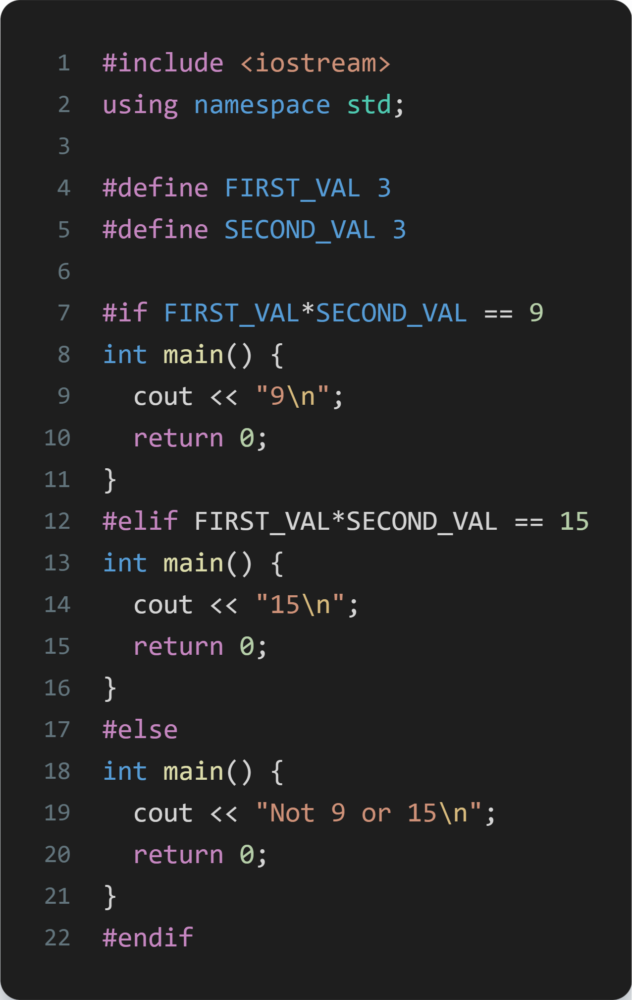 1 #include <iostream>
2 using namespace std;
3
4 #define FIRST_VAL 3
5 #define SECOND_VAL 3
6
7 #if FIRST_VAL*SECOND_VAL == 9
8 int main() {
9   cout << "9\n";
10   return 0;
11 }
12 #elif FIRST_VAL*SECOND_VAL == 15
13 int main() {
14   cout << "15\n";
15   return 0;
16 }
17 #else
18 int main() {
19   cout << "Not 9 or 15\n";
20   return 0;
21 }
22 #endif